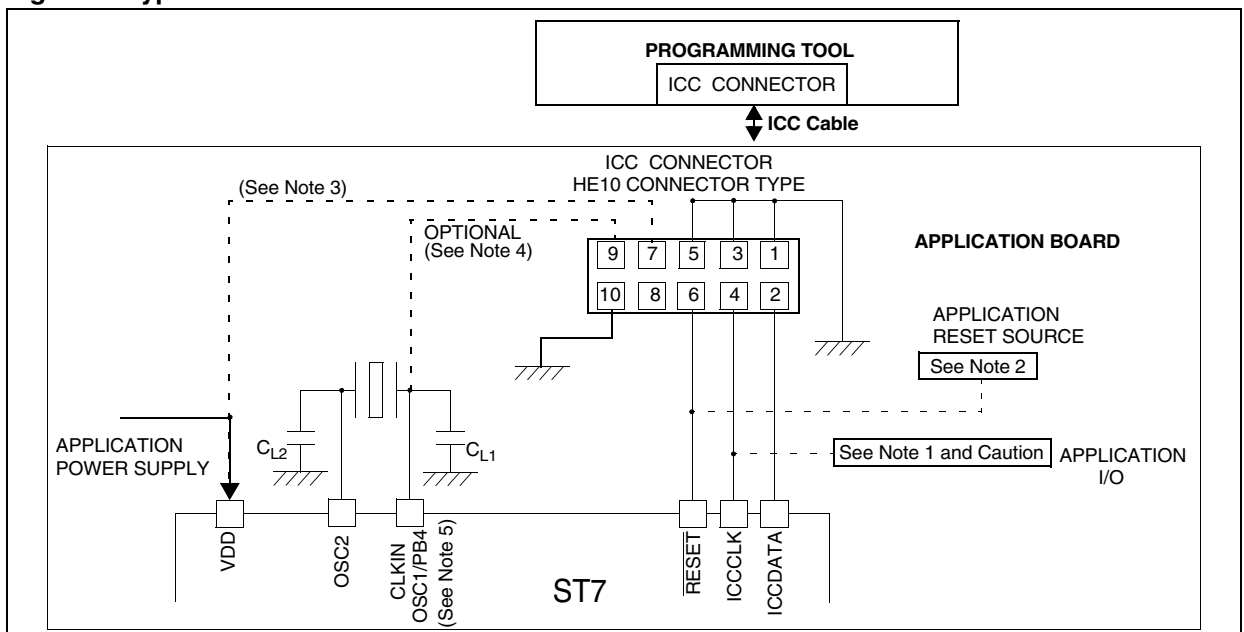 PROGRAMMING TOOL
ICC CONNECTOR
ICC Cable
ICC CONNECTOR
HE10 CONNECTOR TYPE
(See Note 3)
OPTIONAL
(See Note 4)
9 7 5 3 1
10 8 6 4 2
APPLICATION BOARD
APPLICATION
RESET SOURCE
See Note 2
APPLICATION
POWER SUPPLY
CL2
CL1
See Note 1 and Caution
APPLICATION
I/O
VDD
OSC2
CLKIN
OSC1/PB4
(See Note 5)
ST7
RESET
ICCCLK
ICCDATA